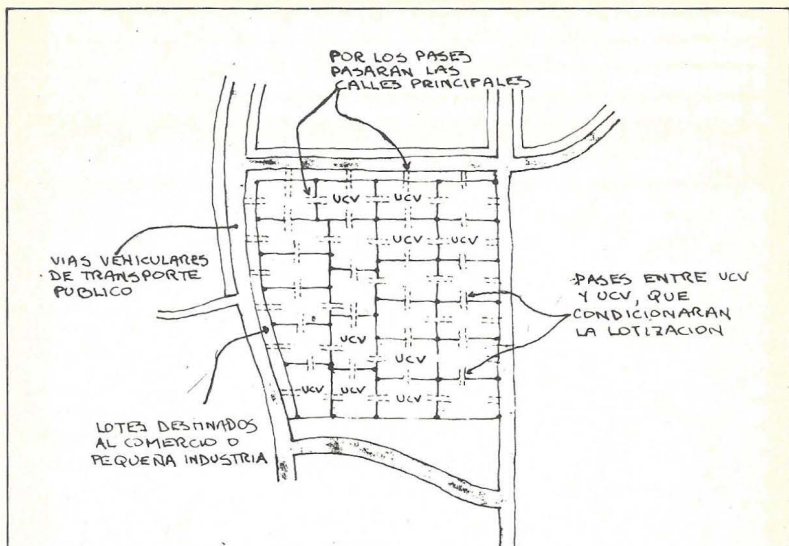 POR LOS PASES
PASARÁN LAS
CALLES PRINCIPALES
UCV UCV
UCV UCV
VIAS VEHICULARES
DE TRANSPORTE
PUBLICO
PASES ENTRE UCV
Y UCV, QUE
CONDICIONARAN
LA LOTIZACION
UCV
UCV
UCV UCV UCV
LOTES DESTINADOS
AL COMERCIO O
PEQUEÑA INDUSTRIA